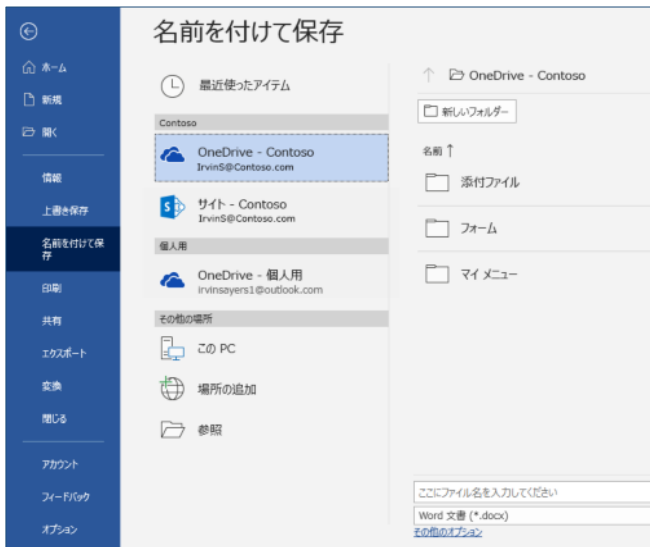 名前を付けて保存
ホーム
新規
開く
情報
上書き保存
名前を付けて保
存
印刷
共有
エクスポート
変換
閉じる
アカウント
フィードバック
オプション
最近使ったアイテム
Contoso
OneDrive - Contoso
IrvinS@Contoso.com
サイト - Contoso
IrvinS@Contoso.com
個人用
OneDrive - 個人用
irvinsayers1@outlook.com
その他の場所
この PC
場所の追加
参照
↑ OneDrive - Contoso
新しいフォルダー
名前 ↑
添付ファイル
フォーム
マイ メニュー
ここにファイル名を入力してください
Word 文書 (*.docx)
その他のオプション